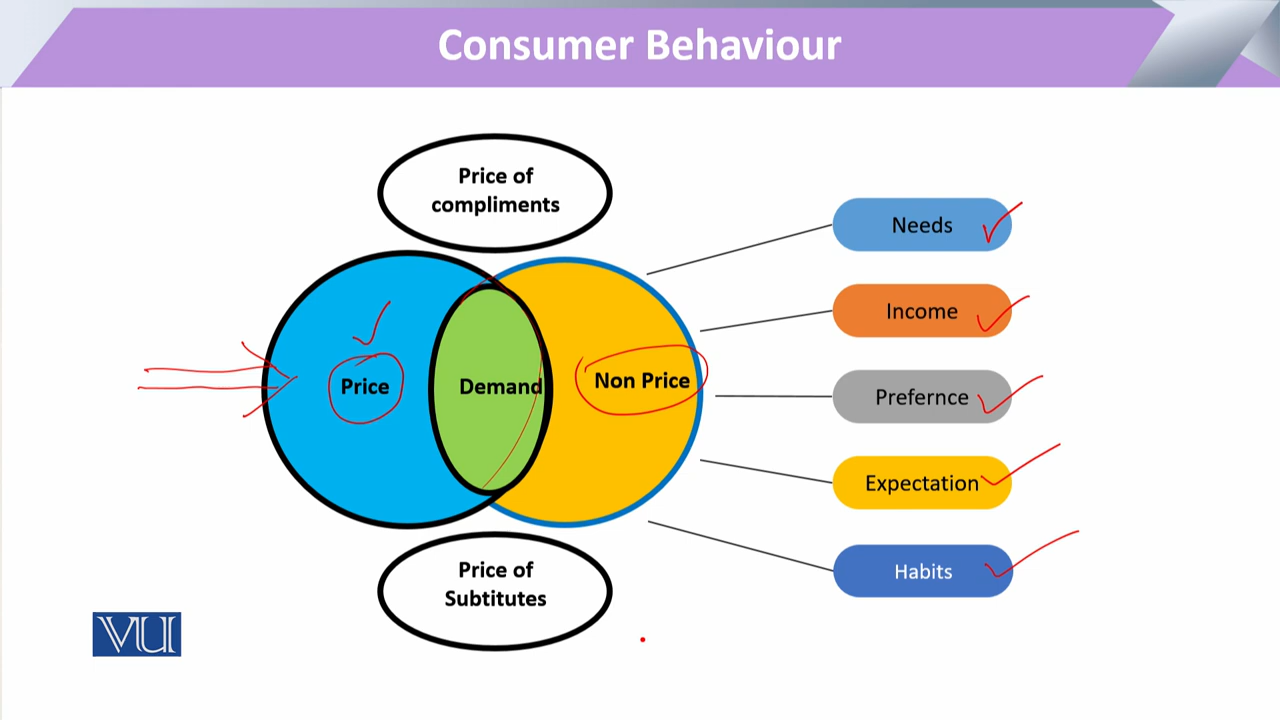 Consumer Behaviour
Price of
compliments
Price
Demand
Non Price
Price of
Subtitutes
Needs
Income
Prefernce
Expectation
Habits
VU